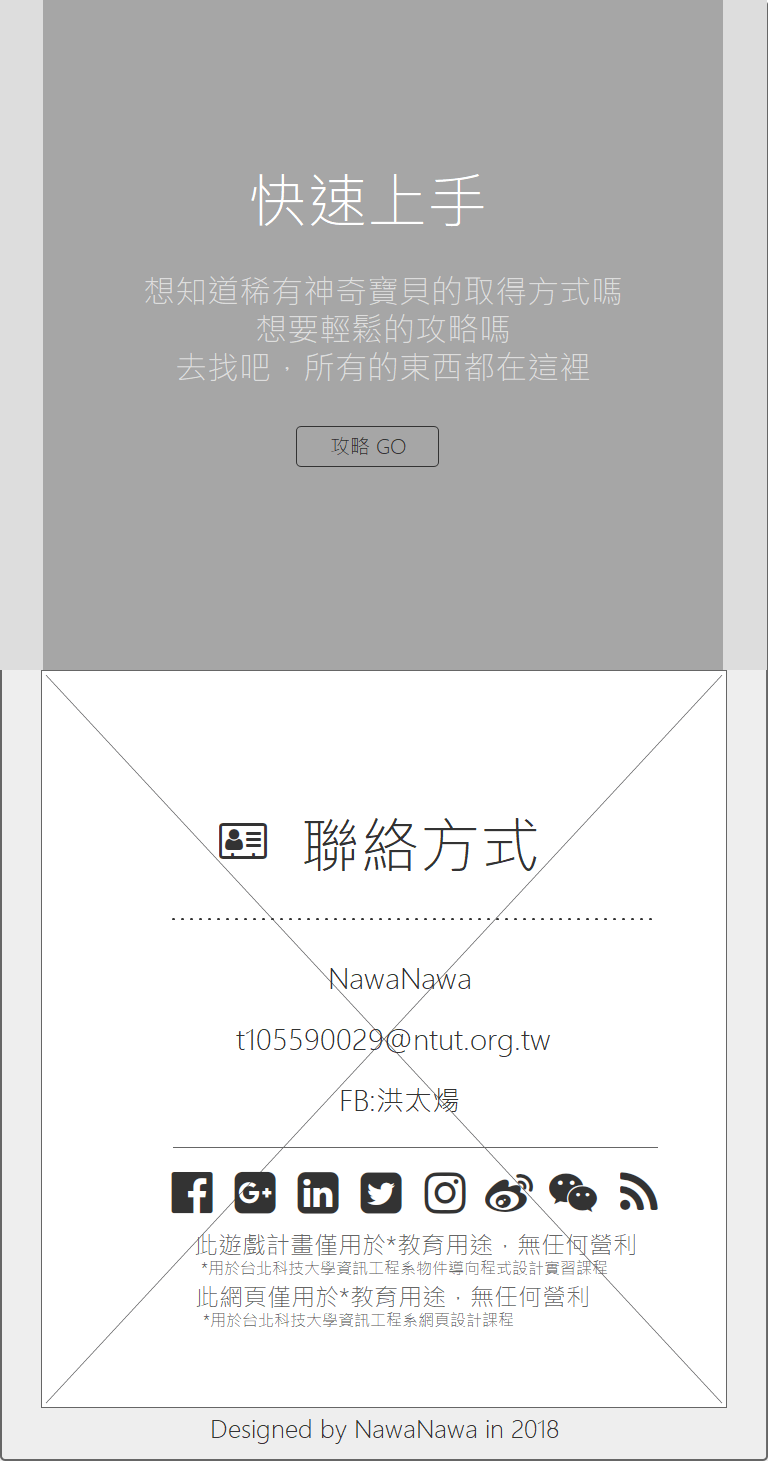 快速上手
想知道稀有神奇寶貝的取得方式嗎
想要輕鬆的攻略嗎
去找吧，所有的東西都在這裡
攻略 GO
聯絡方式
NawaNawa
t105590029@ntut.org.tw
FB:洪太煬
此遊戲計畫僅用於*教育用途，無任何營利
*用於台北科技大學資訊工程系物件導向程式設計實習課程
此網頁僅用於*教育用途，無任何營利
*用於台北科技大學資訊工程系網頁設計課程
Designed by NawaNawa in 2018